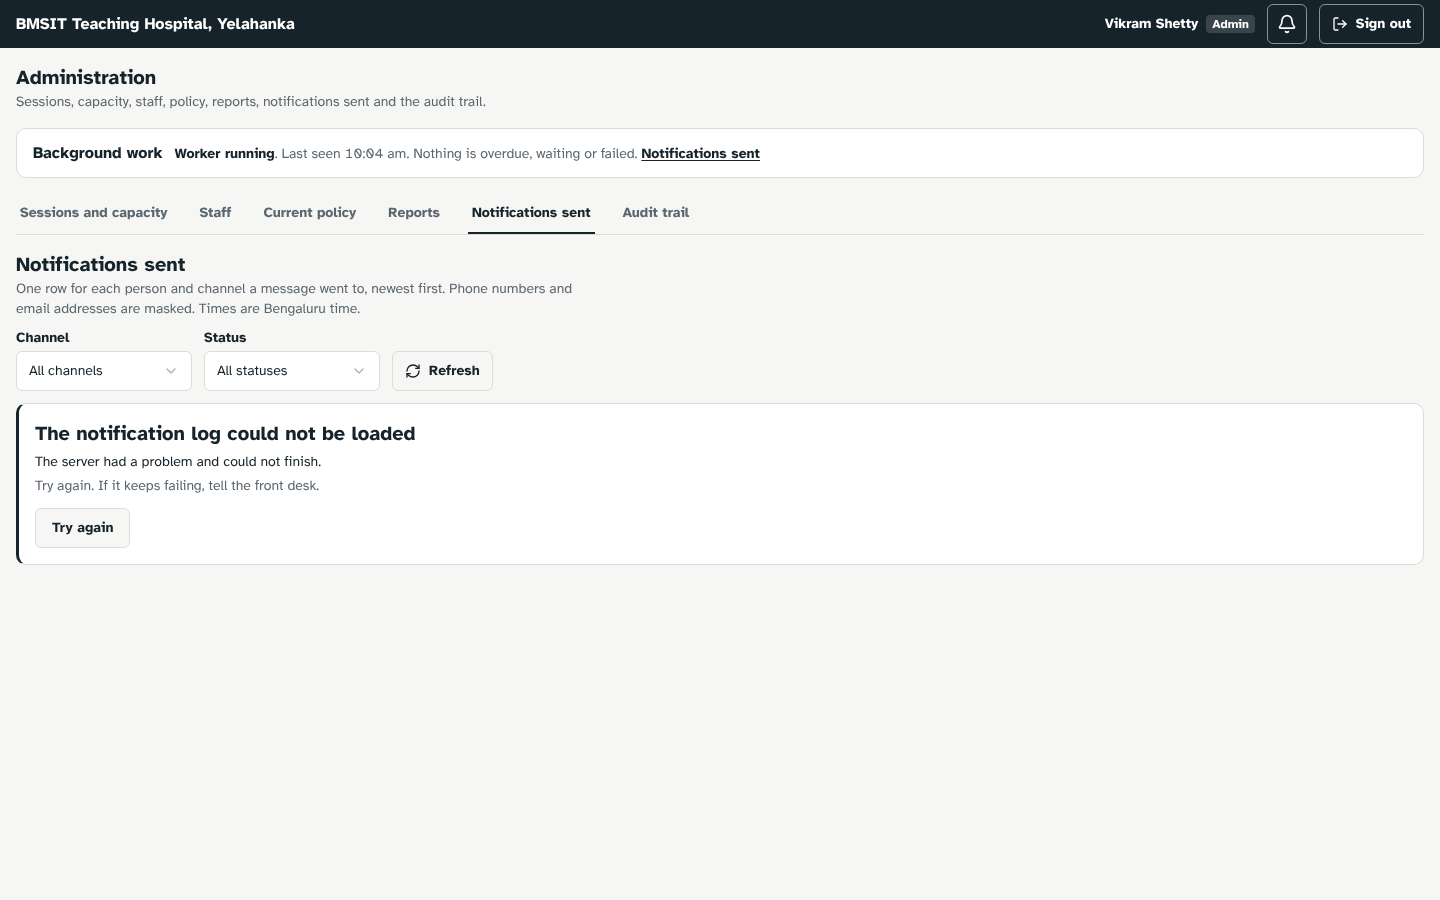 BMSIT Teaching Hospital, Yelahanka
Vikram Shetty Admin Sign out
Administration
Sessions, capacity, staff, policy, reports, notifications sent and the audit trail.
Background work Worker running. Last seen 10:04 am. Nothing is overdue, waiting or failed. Notifications sent
Sessions and capacity Staff Current policy Reports Notifications sent Audit trail
Notifications sent
One row for each person and channel a message went to, newest first. Phone numbers and
email addresses are masked. Times are Bengaluru time.
Channel Status
All channels All statuses Refresh
The notification log could not be loaded
The server had a problem and could not finish.
Try again. If it keeps failing, tell the front desk.
Try again